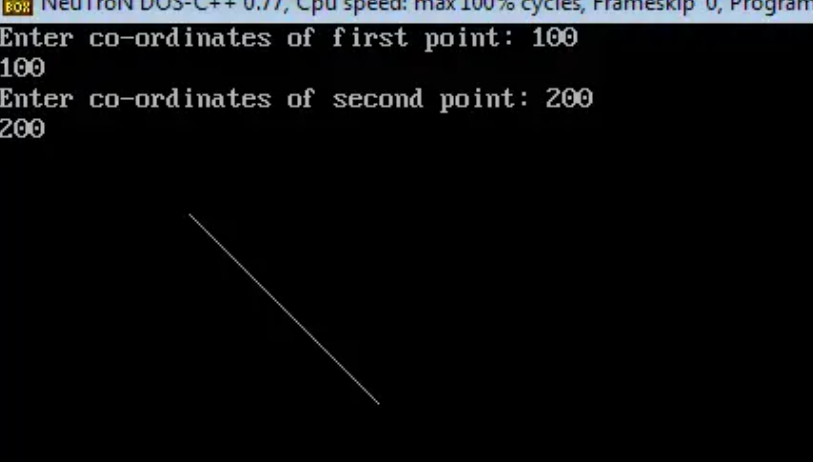 BOX NeuTroN DOS-C++ 0.77, Cpu speed: max 100% cycles, Frameskip 0, Program
Enter co-ordinates of first point: 100
100
Enter co-ordinates of second point: 200
200